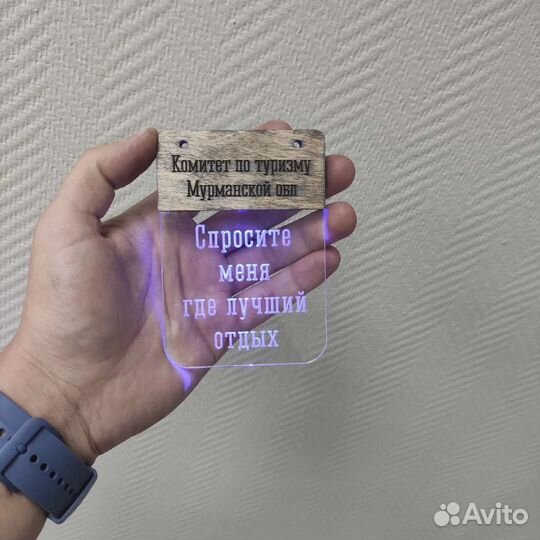 Комитет по туризму
Мурманской обл
Спросите
меня
где лучший
отдых
Avito